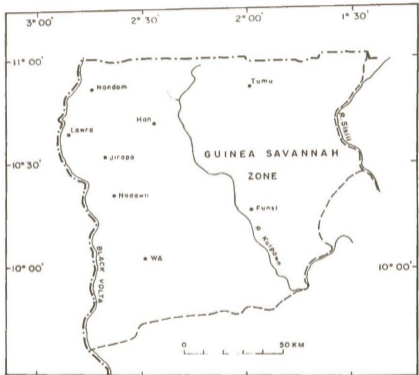 3°00' 2°30' 2°00' 1°30'
11°00'
Nandom
Tumu
Han
Lawra
R. Sisili
GUINEA SAVANNAH
ZONE
Jirapa
10°30'
Nadawli
Funsi
R. Kulpawn
BLACK VOLTA
WA
10°00' 10°00'
0 50 KM